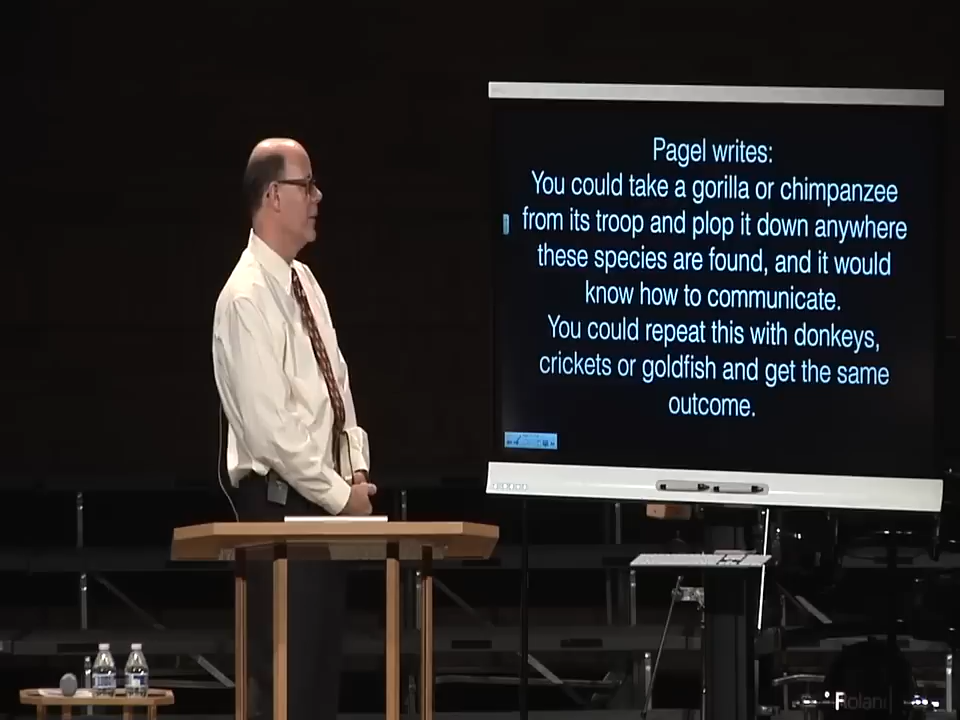 Pagel writes:
You could take a gorilla or chimpanzee
from its troop and plop it down anywhere
these species are found, and it would
know how to communicate.
You could repeat this with donkeys,
crickets or goldfish and get the same
outcome.
Rolani